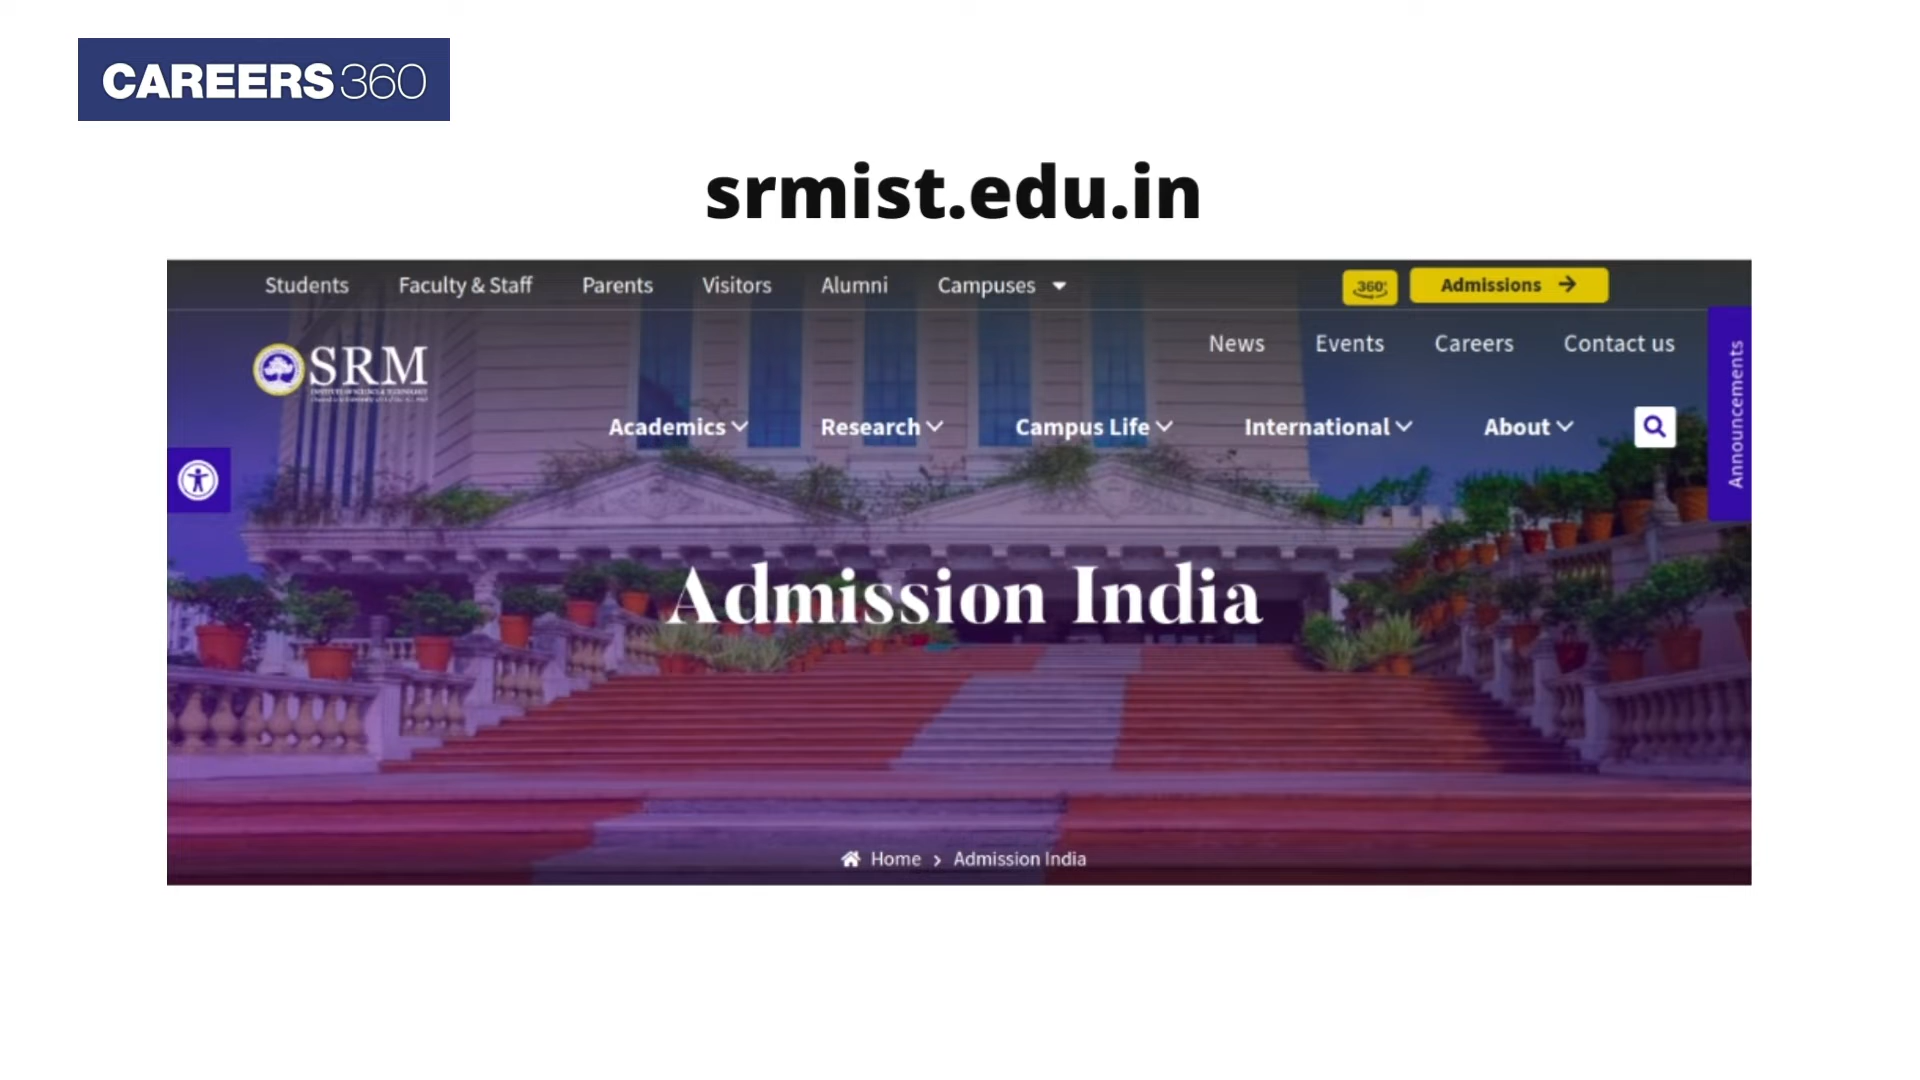 CAREERS360
srmist.edu.in
Students Faculty & Staff Parents Visitors Alumni Campuses 360° Admissions
News Events Careers Contact us
SRM
Academics Research Campus Life International About
Announcements
Admission India
Home > Admission India